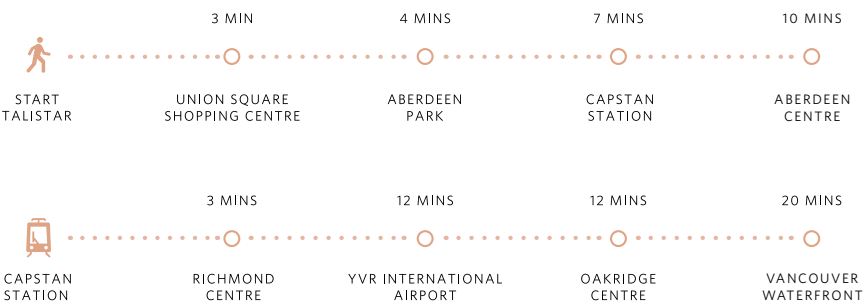 3 MIN
4 MINS
7 MINS
10 MINS
START
TALISTAR
UNION SQUARE
SHOPPING CENTRE
ABERDEEN
PARK
CAPSTAN
STATION
ABERDEEN
CENTRE
3 MINS
12 MINS
12 MINS
20 MINS
CAPSTAN
STATION
RICHMOND
CENTRE
YVR INTERNATIONAL
AIRPORT
OAKRIDGE
CENTRE
VANCOUVER
WATERFRONT